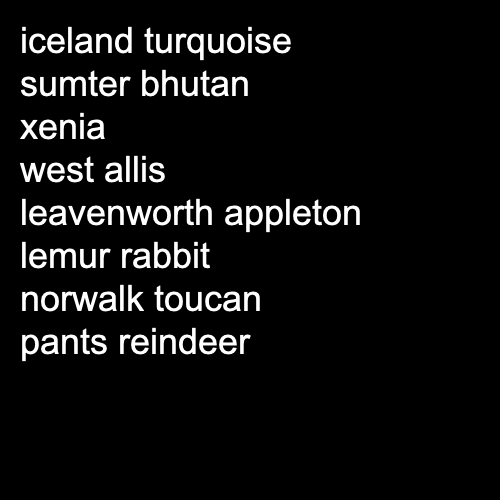 iceland turquoise
sumter bhutan
xenia
west allis
leavenworth appleton
lemur rabbit
norwalk toucan
pants reindeer